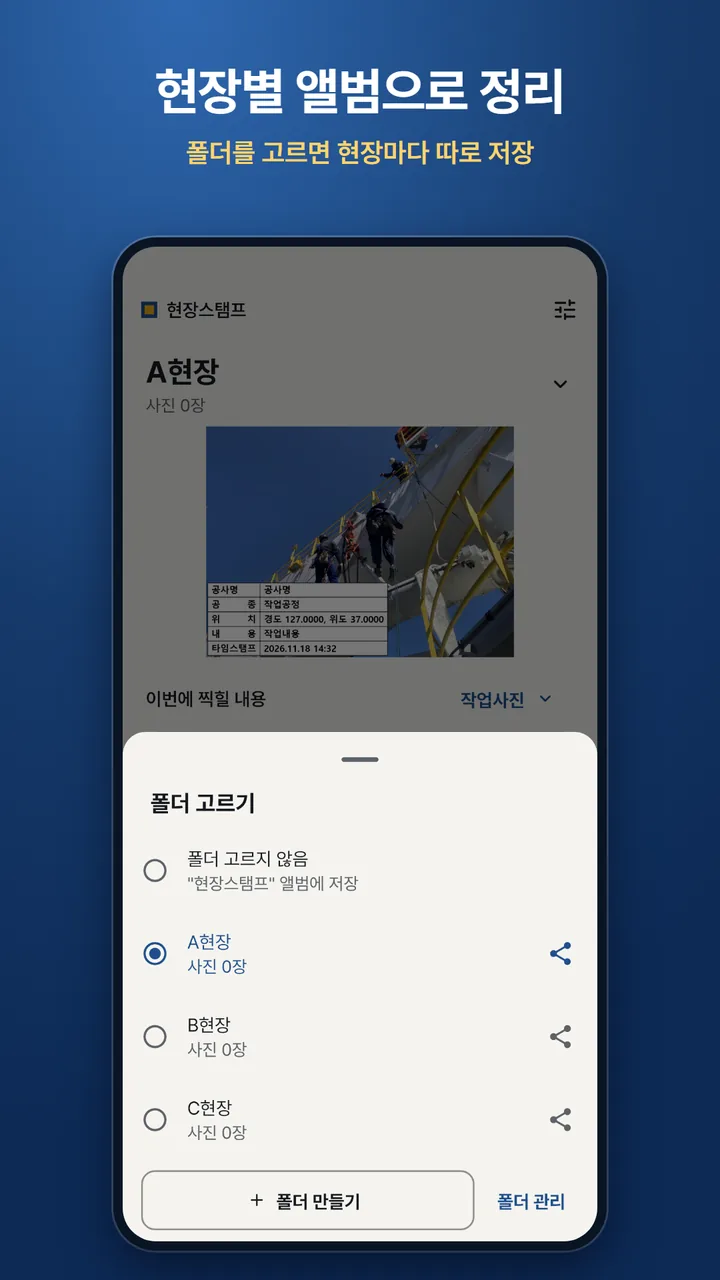 현장별 앨범으로 정리
폴더를 고르면 현장마다 따로 저장
현장스탬프
A현장
사진 0장
공사명 공사명
공 종 작업공정
위 치 경도 127.0000, 위도 37.0000
내 용 작업내용
타임스탬프 2026.11.18 14:32
이번에 찍힐 내용 작업사진
폴더 고르기
폴더 고르지 않음
"현장스탬프" 앨범에 저장
A현장
사진 0장
B현장
사진 0장
C현장
사진 0장
+ 폴더 만들기 폴더 관리